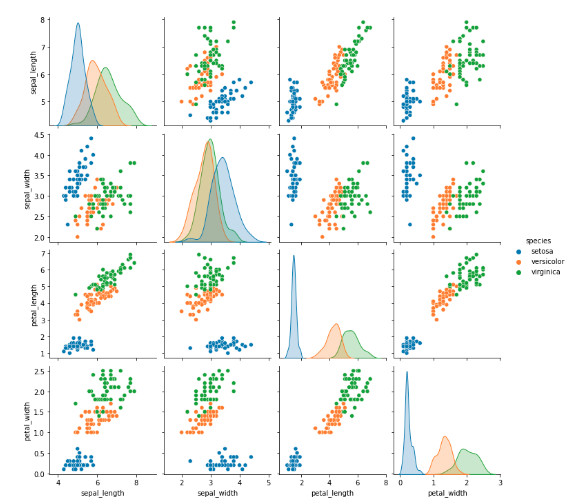 8
7
6
5
sepal_length
4.5
4.0
3.5
3.0
2.5
2.0
sepal_width
7
6
5
4
3
2
1
petal_length
2.5
2.0
1.5
1.0
0.5
0.0
petal_width
4 6 8
sepal_length
2 3 4 5
sepal_width
2 4 6 8
petal_length
0 1 2 3
petal_width
species
setosa
versicolor
virginica